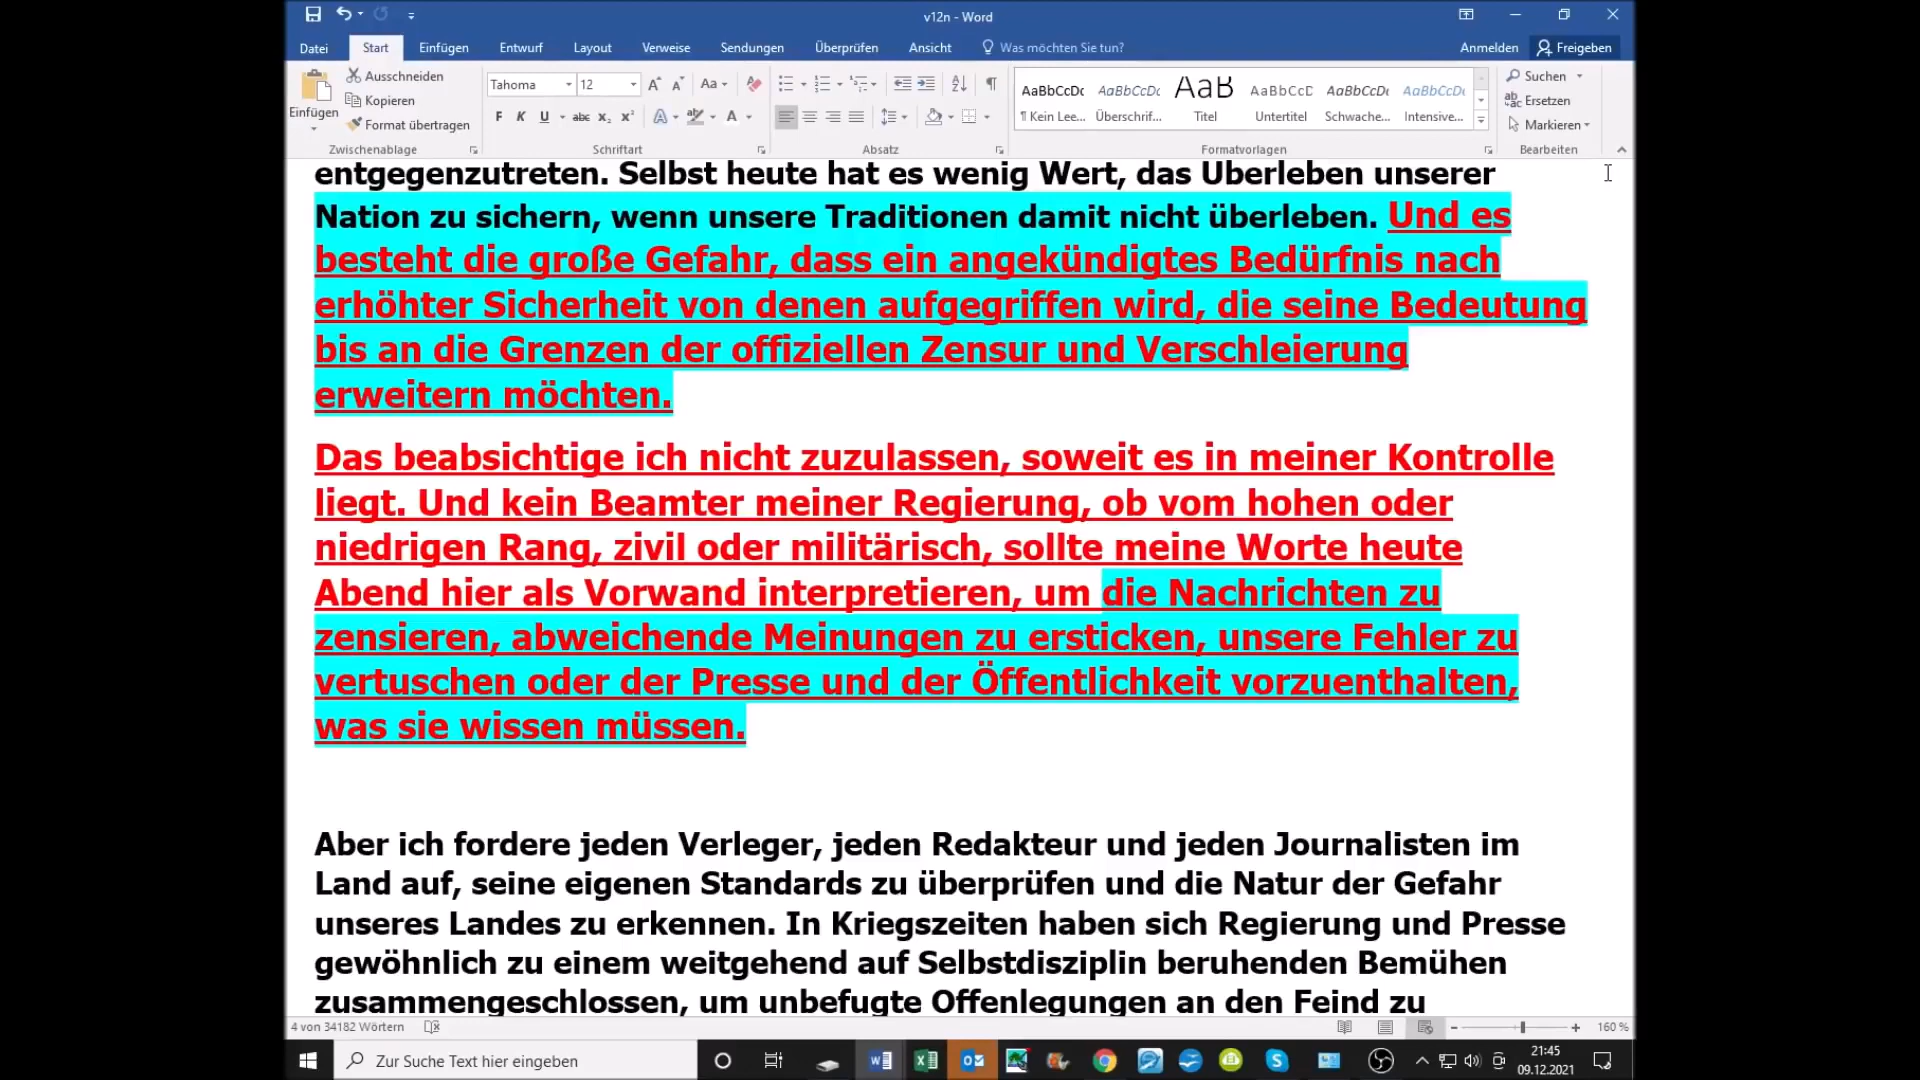 v12n - Word
Datei Start Einfügen Entwurf Layout Verweise Sendungen Überprüfen Ansicht Was möchten Sie tun? Anmelden Freigeben
Einfügen
Ausschneiden
Kopieren
Format übertragen
Zwischenablage
Tahoma 12
F K U abc x₂ x²
Schriftart
Absatz
AaBbCcDc AaBbCcDc AaB AaBbCcD AaBbCcDc AaBbCcDc
¶ Kein Lee... Überschrif... Titel Untertitel Schwache... Intensive...
Formatvorlagen
Suchen
Ersetzen
Markieren
Bearbeiten
entgegenzutreten. Selbst heute hat es wenig Wert, das Überleben unserer
Nation zu sichern, wenn unsere Traditionen damit nicht überleben. Und es
besteht die große Gefahr, dass ein angekündigtes Bedürfnis nach
erhöhter Sicherheit von denen aufgegriffen wird, die seine Bedeutung
bis an die Grenzen der offiziellen Zensur und Verschleierung
erweitern möchten.
Das beabsichtige ich nicht zuzulassen, soweit es in meiner Kontrolle
liegt. Und kein Beamter meiner Regierung, ob vom hohen oder
niedrigen Rang, zivil oder militärisch, sollte meine Worte heute
Abend hier als Vorwand interpretieren, um die Nachrichten zu
zensieren, abweichende Meinungen zu ersticken, unsere Fehler zu
vertuschen oder der Presse und der Öffentlichkeit vorzuenthalten,
was sie wissen müssen.
Aber ich fordere jeden Verleger, jeden Redakteur und jeden Journalisten im
Land auf, seine eigenen Standards zu überprüfen und die Natur der Gefahr
unseres Landes zu erkennen. In Kriegszeiten haben sich Regierung und Presse
gewöhnlich zu einem weitgehend auf Selbstdisziplin beruhenden Bemühen
zusammengeschlossen, um unbefugte Offenlegungen an den Feind zu
4 von 34182 Wörtern
160 %
Zur Suche Text hier eingeben
21:45
09.12.2021